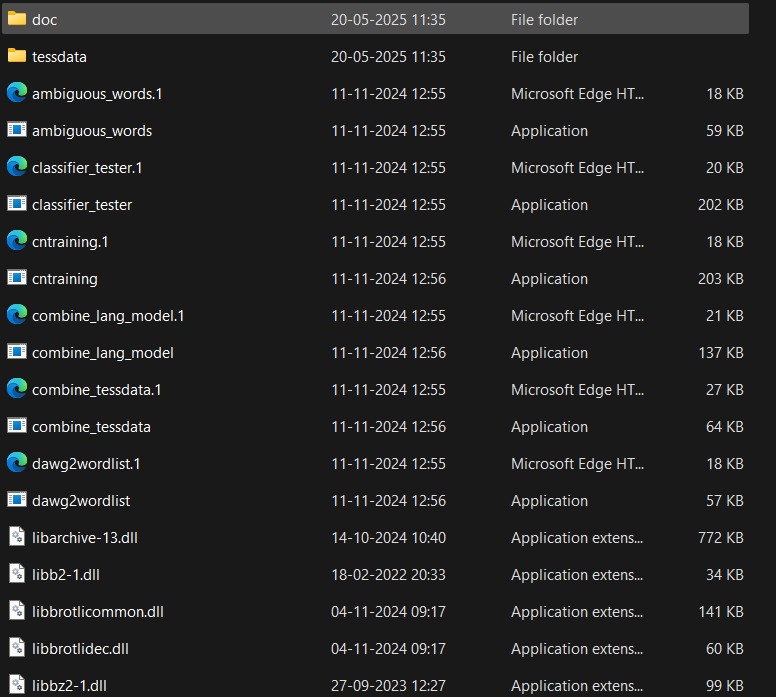 doc 20-05-2025 11:35 File folder
tessdata 20-05-2025 11:35 File folder
ambiguous_words.1 11-11-2024 12:55 Microsoft Edge HT... 18 KB
ambiguous_words 11-11-2024 12:55 Application 59 KB
classifier_tester.1 11-11-2024 12:55 Microsoft Edge HT... 20 KB
classifier_tester 11-11-2024 12:55 Application 202 KB
cntraining.1 11-11-2024 12:55 Microsoft Edge HT... 18 KB
cntraining 11-11-2024 12:56 Application 203 KB
combine_lang_model.1 11-11-2024 12:55 Microsoft Edge HT... 21 KB
combine_lang_model 11-11-2024 12:56 Application 137 KB
combine_tessdata.1 11-11-2024 12:55 Microsoft Edge HT... 27 KB
combine_tessdata 11-11-2024 12:56 Application 64 KB
dawg2wordlist.1 11-11-2024 12:55 Microsoft Edge HT... 18 KB
dawg2wordlist 11-11-2024 12:56 Application 57 KB
libarchive-13.dll 14-10-2024 10:40 Application extens... 772 KB
libb2-1.dll 18-02-2022 20:33 Application extens... 34 KB
libbrotlicommon.dll 04-11-2024 09:17 Application extens... 141 KB
libbrotlidec.dll 04-11-2024 09:17 Application extens... 60 KB
libbz2-1.dll 27-09-2023 12:27 Application extens... 99 KB